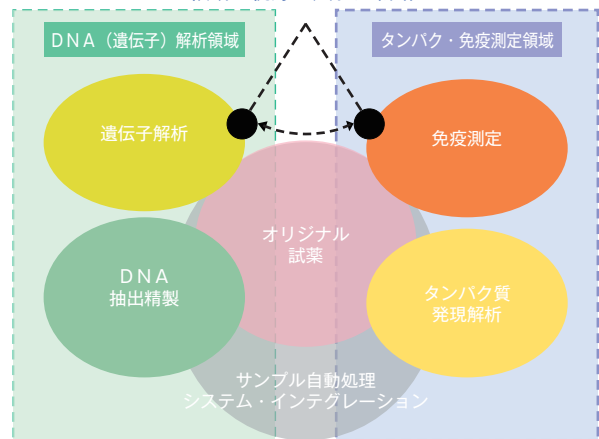 DNA（遺伝子）解析領域
タンパク・免疫測定領域
遺伝子解析
免疫測定
オリジナル
試薬
DNA
抽出精製
タンパク質
発現解析
サンプル自動処理
システム・インテグレーション